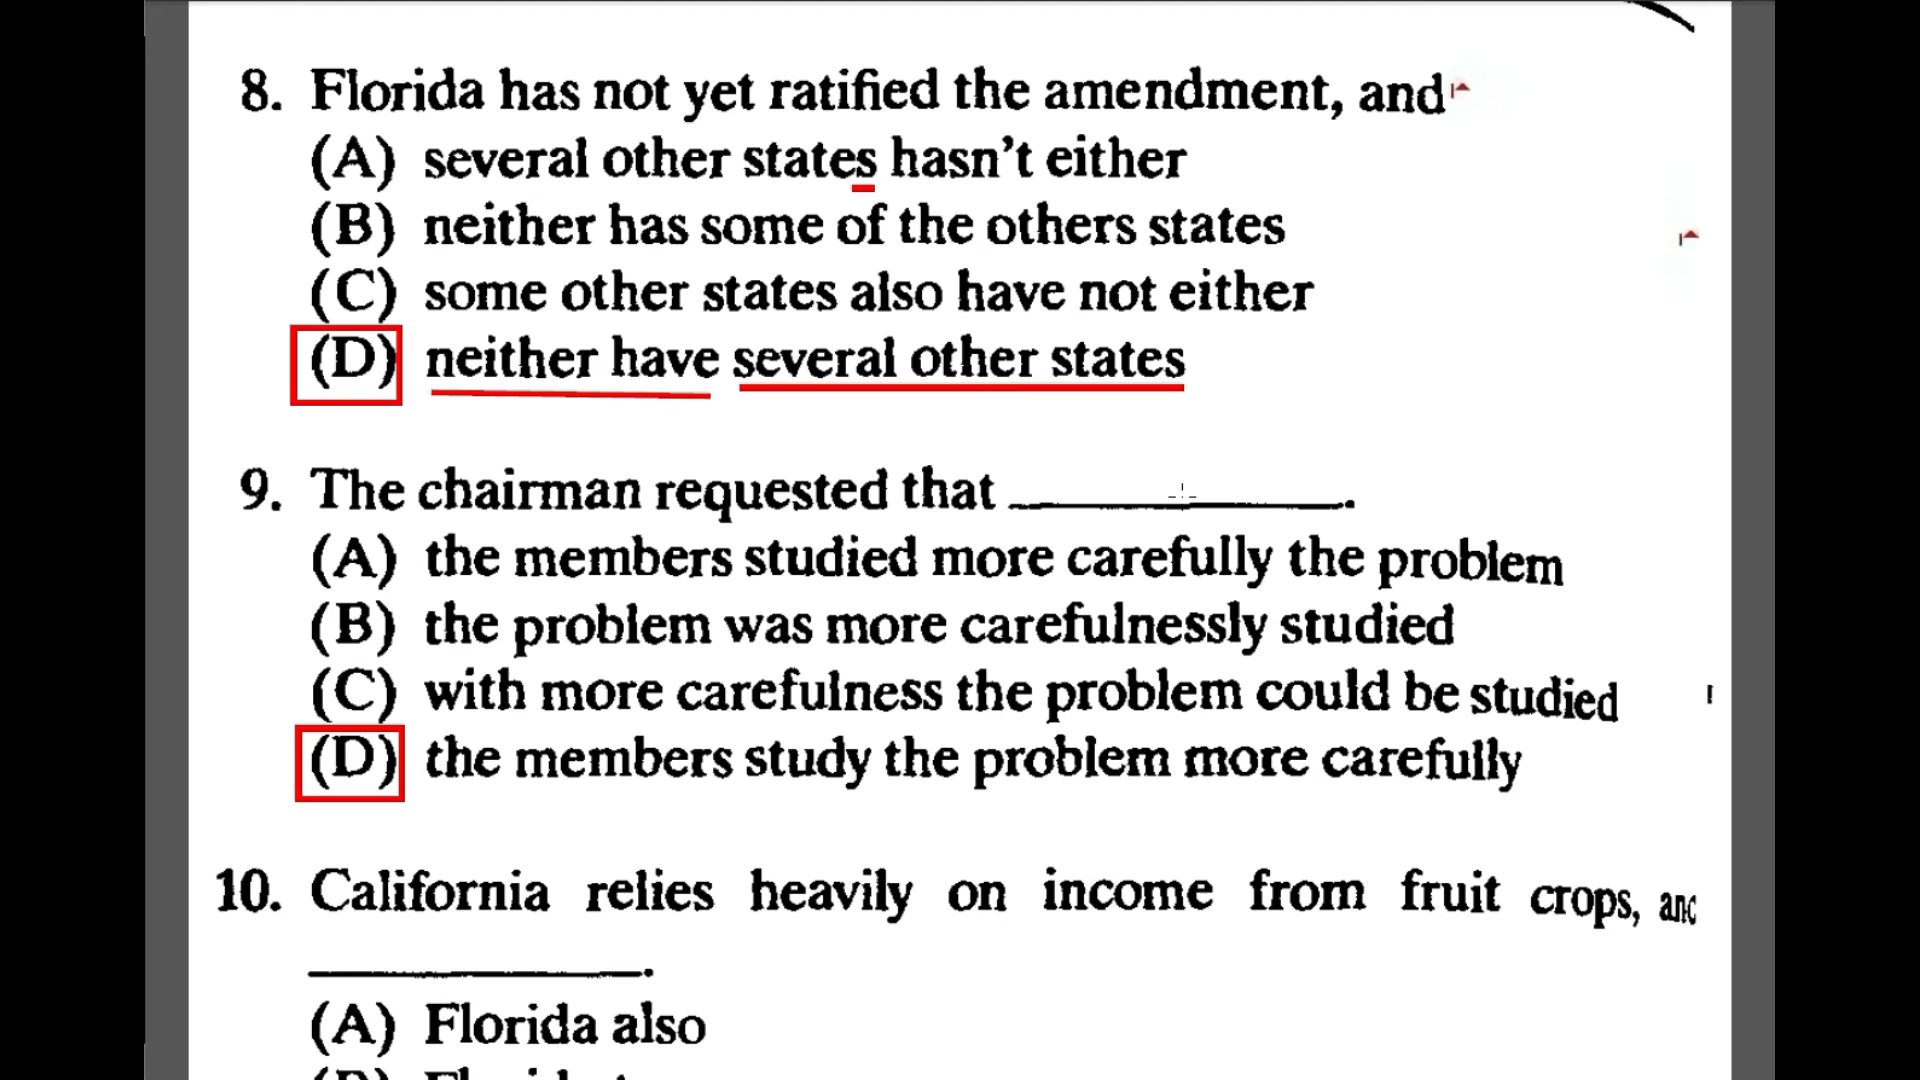 8. Florida has not yet ratified the amendment, and
(A) several other states hasn't either
(B) neither has some of the others states
(C) some other states also have not either
(D) neither have several other states
9. The chairman requested that ________.
(A) the members studied more carefully the problem
(B) the problem was more carefulnessly studied
(C) with more carefulness the problem could be studied
(D) the members study the problem more carefully
10. California relies heavily on income from fruit crops, and
________.
(A) Florida also